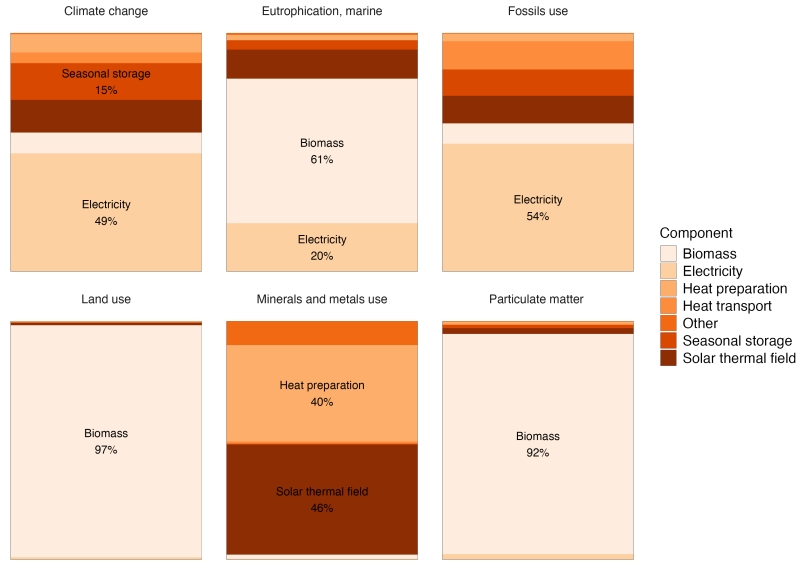 Climate change
Eutrophication, marine
Fossils use
Seasonal storage
15%
Electricity
49%
Biomass
61%
Electricity
20%
Electricity
54%
Land use
Minerals and metals use
Particulate matter
Biomass
97%
Heat preparation
40%
Solar thermal field
46%
Biomass
92%
Component
Biomass
Electricity
Heat preparation
Heat transport
Other
Seasonal storage
Solar thermal field